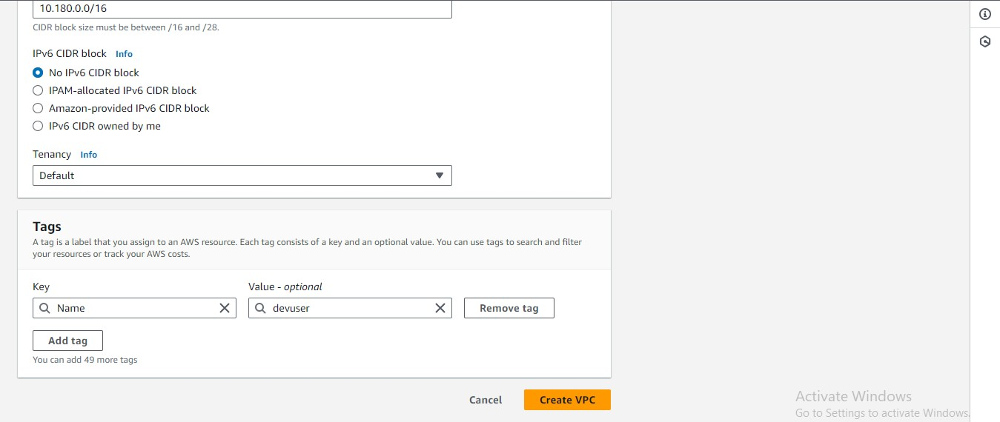 10.180.0.0/16
CIDR block size must be between /16 and /28.
IPv6 CIDR block Info
No IPv6 CIDR block
IPAM-allocated IPv6 CIDR block
Amazon-provided IPv6 CIDR block
IPv6 CIDR owned by me
Tenancy Info
Default
Tags
A tag is a label that you assign to an AWS resource. Each tag consists of a key and an optional value. You can use tags to search and filter
your resources or track your AWS costs.
Key Value - optional
Name devuser Remove tag
Add tag
You can add 49 more tags
Cancel Create VPC
Activate Windows
Go to Settings to activate Windows.